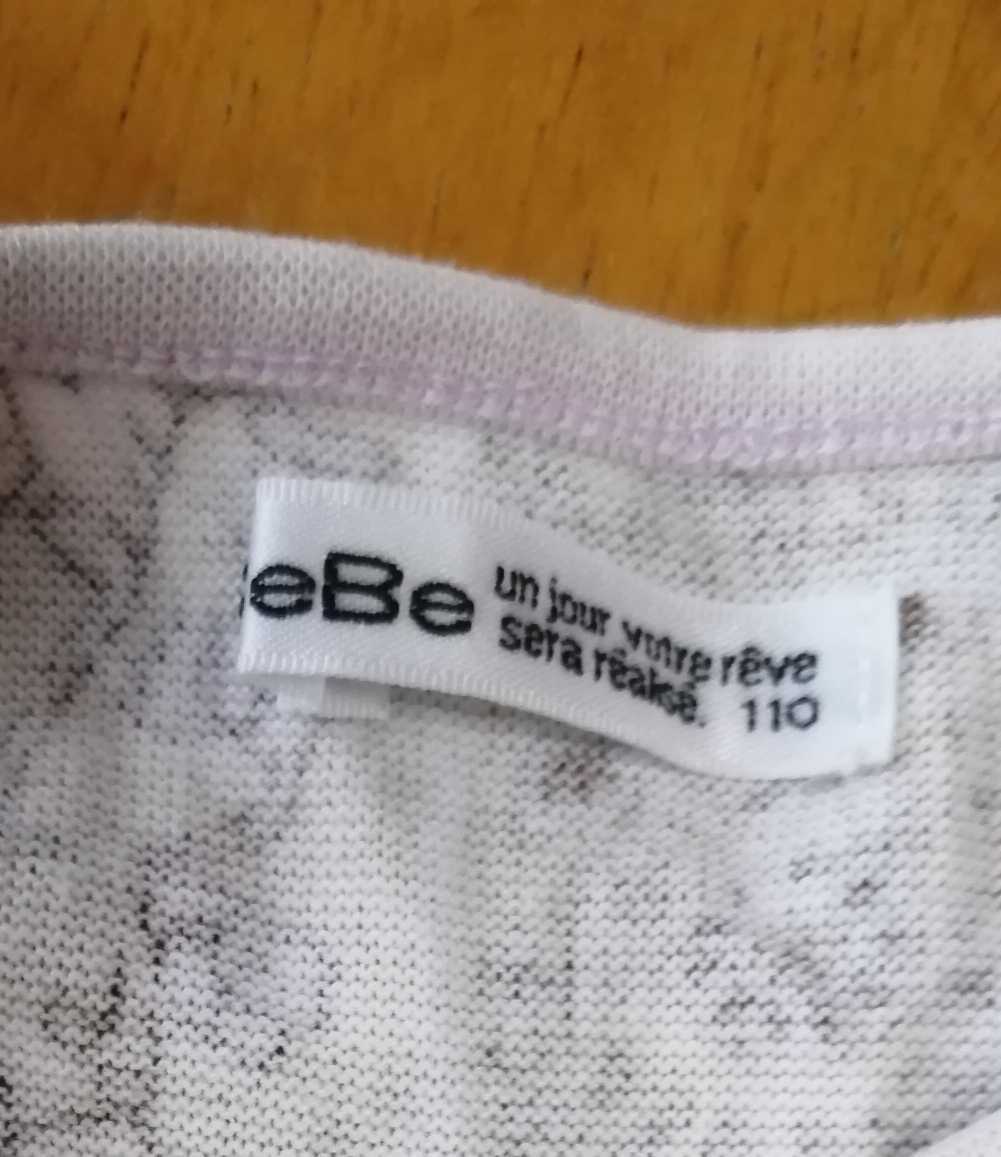 eBe
un jour votre rêve
sera réalisé. 110